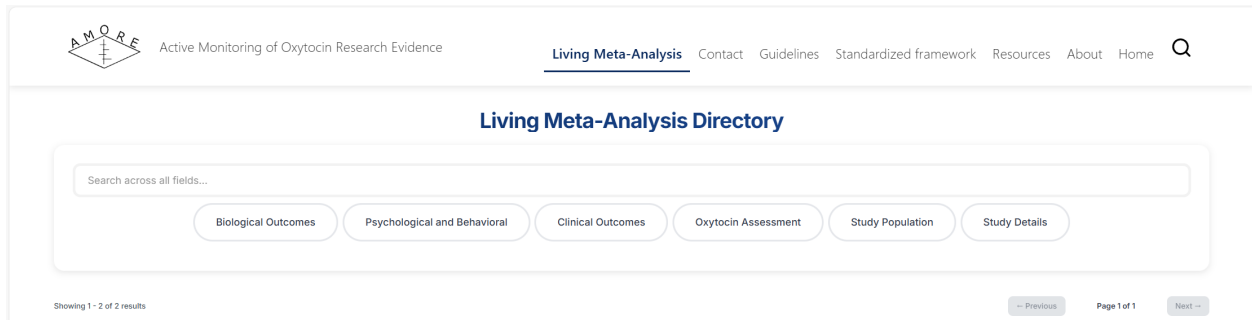 AMORE
Active Monitoring of Oxytocin Research Evidence
Living Meta-Analysis Contact Guidelines Standardized framework Resources About Home
Living Meta-Analysis Directory
Search across all fields...
Biological Outcomes Psychological and Behavioral Clinical Outcomes Oxytocin Assessment Study Population Study Details
Showing 1 - 2 of 2 results ← Previous Page 1 of 1 Next →